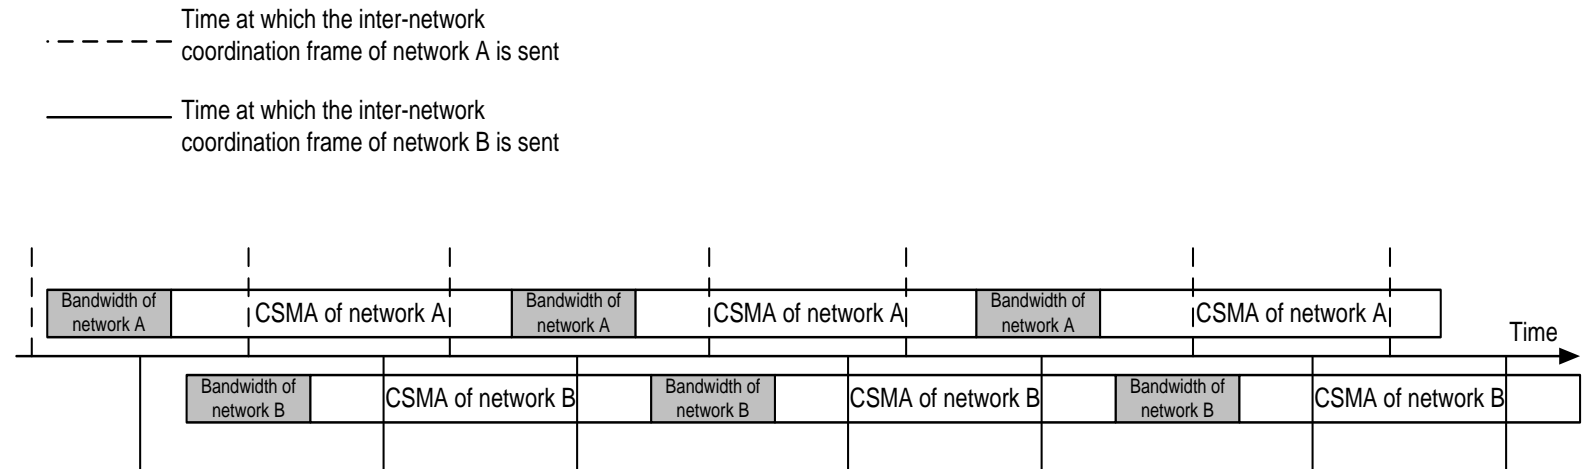 Time at which the inter-network
coordination frame of network A is sent
Time at which the inter-network
coordination frame of network B is sent
Bandwidth of
network A
CSMA of network A
Bandwidth of
network A
CSMA of network A
Bandwidth of
network A
CSMA of network A
Time
Bandwidth of
network B
CSMA of network B
Bandwidth of
network B
CSMA of network B
Bandwidth of
network B
CSMA of network B